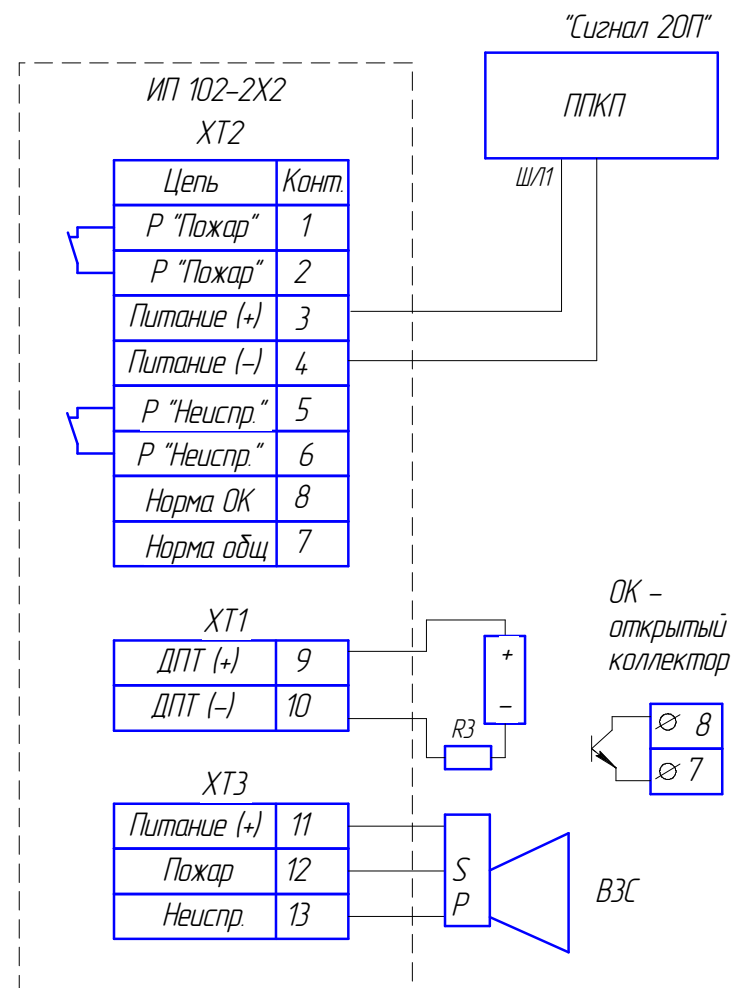 "Сигнал 20П"
ППКП
ШЛ1
ИП 102-2Х2
ХТ2
Цепь Конт.
Р "Пожар" 1
Р "Пожар" 2
Питание (+) 3
Питание (-) 4
Р "Неиспр." 5
Р "Неиспр." 6
Норма ОК 8
Норма общ 7
ХТ1
ДПТ (+) 9
ДПТ (-) 10
+
-
R3
ОК -
открытый
коллектор
8
7
ХТ3
Питание (+) 11
Пожар 12
Неиспр. 13
S
P
ВЗС